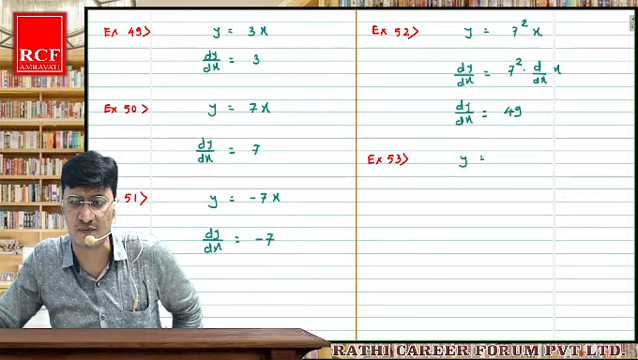 RCF
AMRAVATI
Ex 49> y = 3x
dy/dx = 3
Ex 50> y = 7x
dy/dx = 7
51> y = -7x
dy/dx = -7
Ex 52> y = 7² x
dy/dx = 7² · d/dx x
dy/dx = 49
Ex 53> y =
RATHI CAREER FORUM PVT LTD.